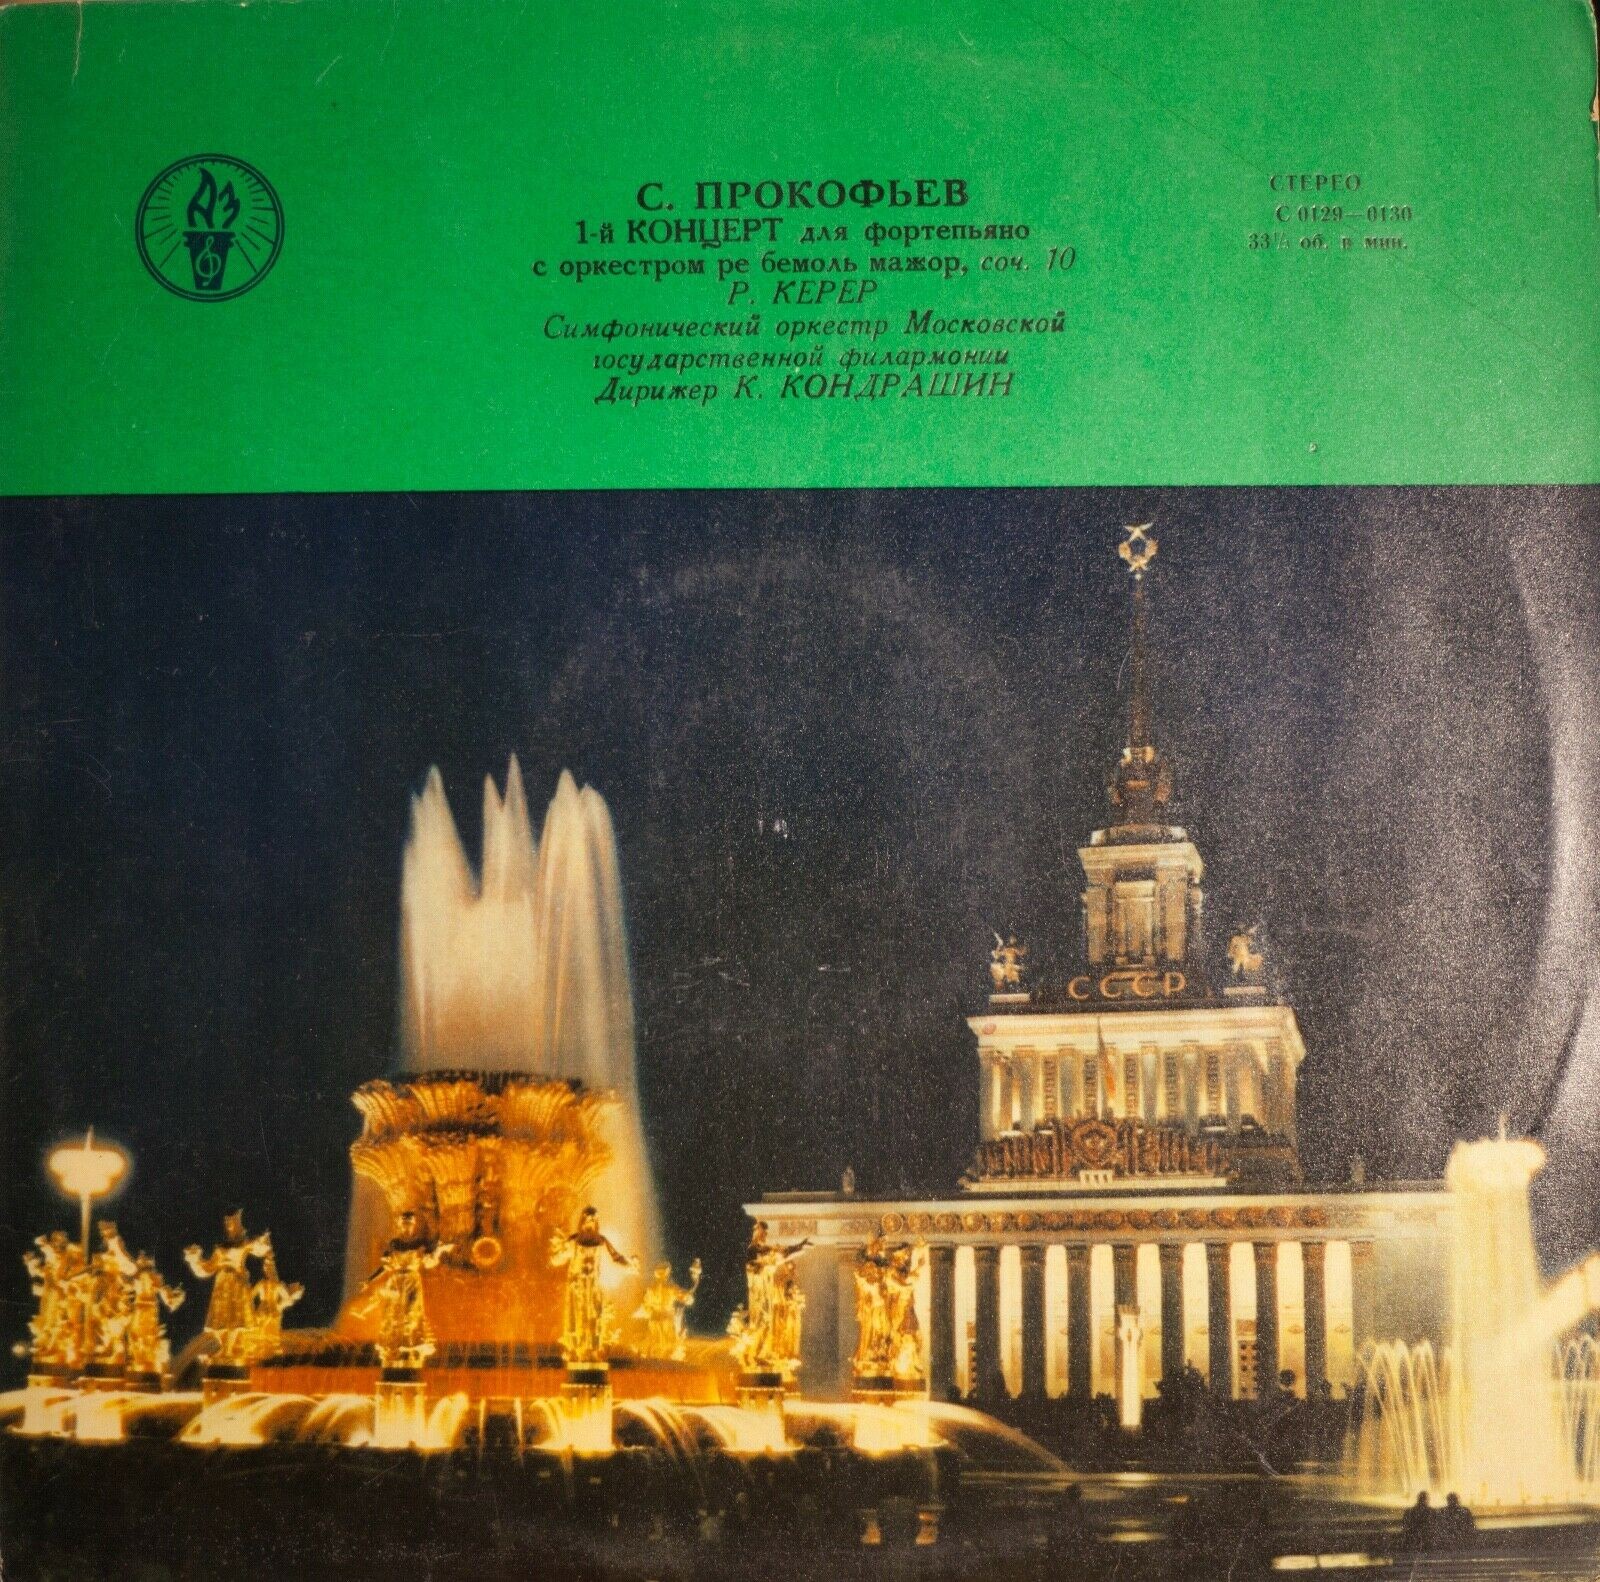 АЗ
С. ПРОКОФЬЕВ
1-й КОНЦЕРТ для фортепьяно
с оркестром ре бемоль мажор, соч. 10
Р. КЕРЕР
Симфонический оркестр Московской
государственной филармонии
Дирижер К. КОНДРАШИН
СТЕРЕО
С 0129—0130
33⅓ об. в мин.
СССР